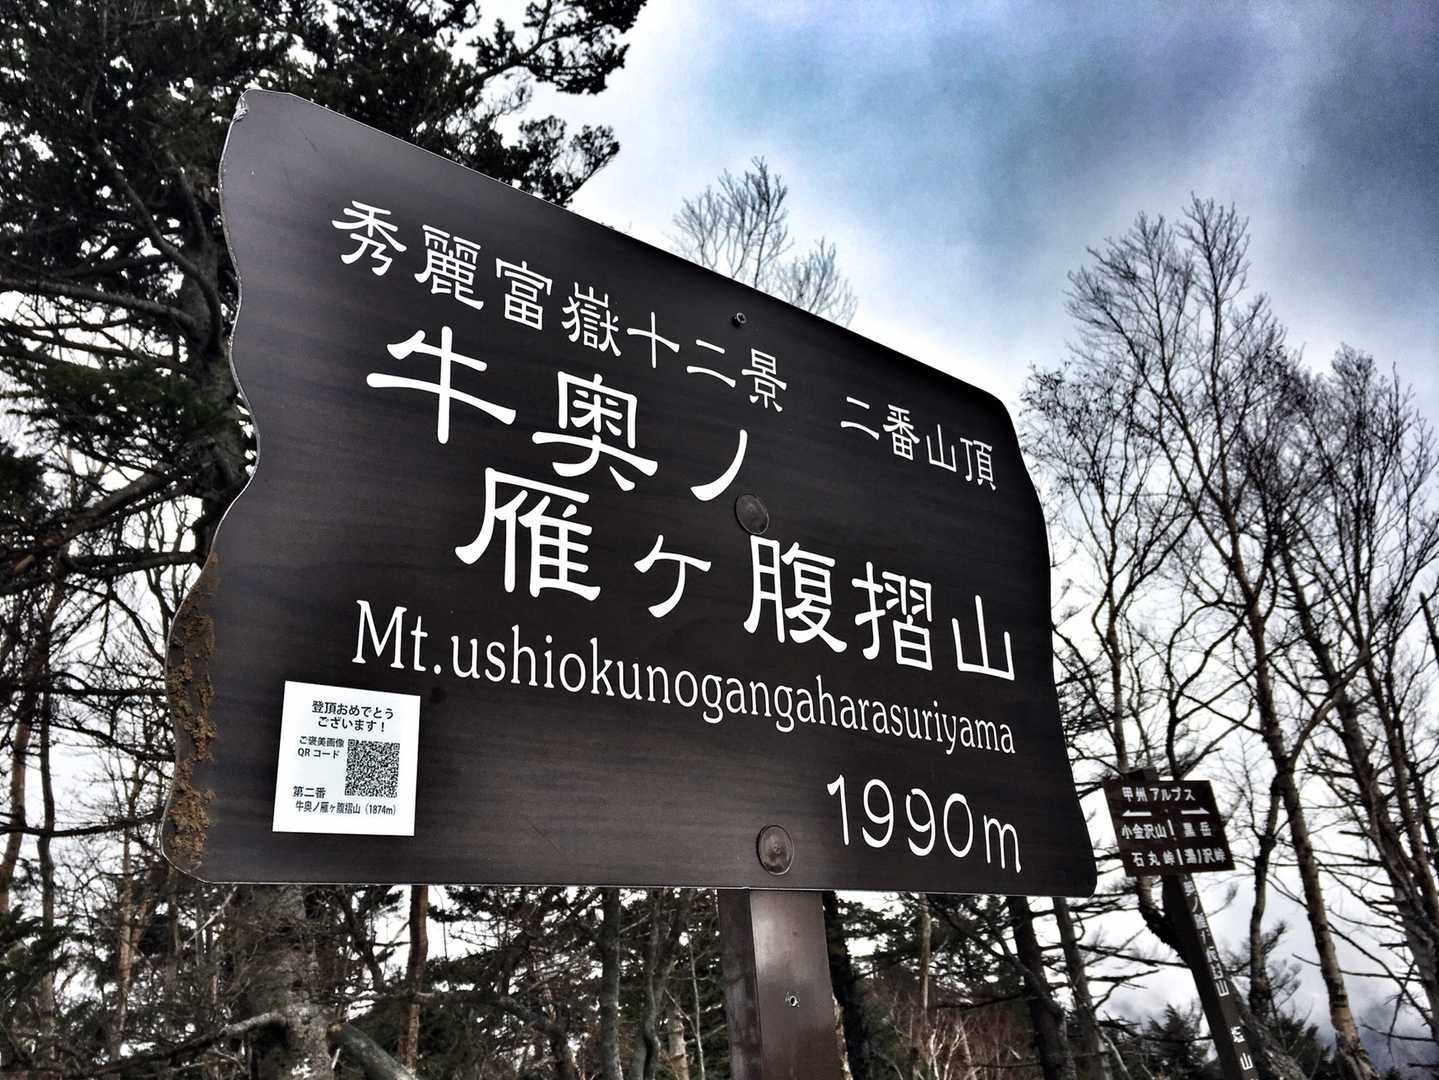 秀麗富嶽十二景 二番山頂
牛奥ノ
雁ヶ腹摺山
Mt.ushiokunogangaharasuriyama
1990m
登頂おめでとう
ございます！
ご褒美画像
QRコード
第二番
牛奥ノ雁ヶ腹摺山（1874m）
甲州アルプス
小金沢山 黒岳
石丸峠 湯ノ沢峠